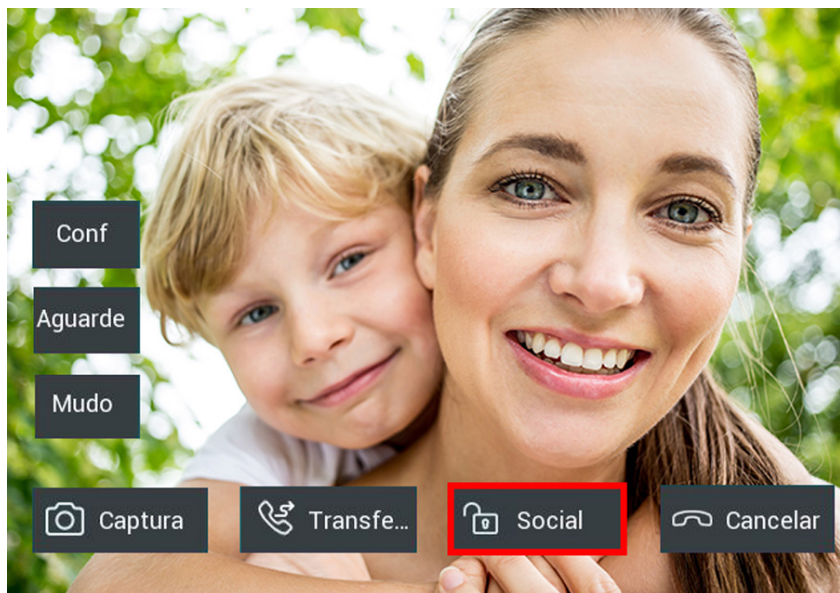 Conf
Aguarde
Mudo
Captura
Transfe...
Social
Cancelar